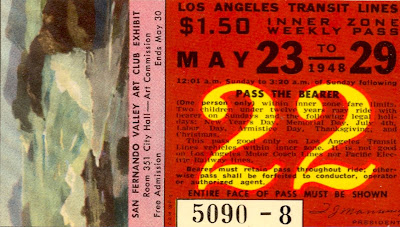 SAN FERNANDO VALLEY ART CLUB EXHIBIT
Room 351 City Hall—Art Commission
Free Admission
Ends May 30
LOS ANGELES TRANSIT LINES
$1.50 INNER ZONE
WEEKLY PASS
MAY 23 TO 29
1948
12:01 a.m. Sunday to 3:20 a.m. of Sunday following
PASS THE BEARER
(One person only) within inner zone fare limits.
Two children under twelve years may ride with
bearer on Sundays and the following legal holi-
days: New Year's Day, Memorial Day, July 4th,
Labor Day, Armistice Day, Thanksgiving, and
Christmas.
This pass good only on Los Angeles Transit
Lines vehicles within inner zone. It is not good
on Motor Coach lines nor Pacific Elec-
tric Railway lines.
Bearer must retain pass throughout ride; other-
wise pass shall be forfeited to conductor, operator
or authorized agent.
ENTIRE FACE OF PASS MUST BE SHOWN
22
5090 - 8
PRESIDENT